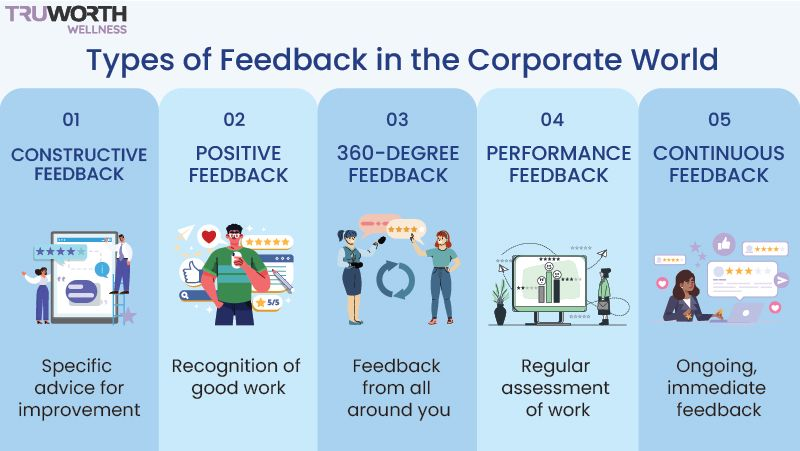 TRUWORTH
WELLNESS
Types of Feedback in the Corporate World
01
CONSTRUCTIVE
FEEDBACK
Specific
advice for
improvement
02
POSITIVE
FEEDBACK
5/5
Recognition of
good work
03
360-DEGREE
FEEDBACK
Feedback
from all
around you
04
PERFORMANCE
FEEDBACK
Regular
assessment
of work
05
CONTINUOUS
FEEDBACK
Ongoing,
immediate
feedback